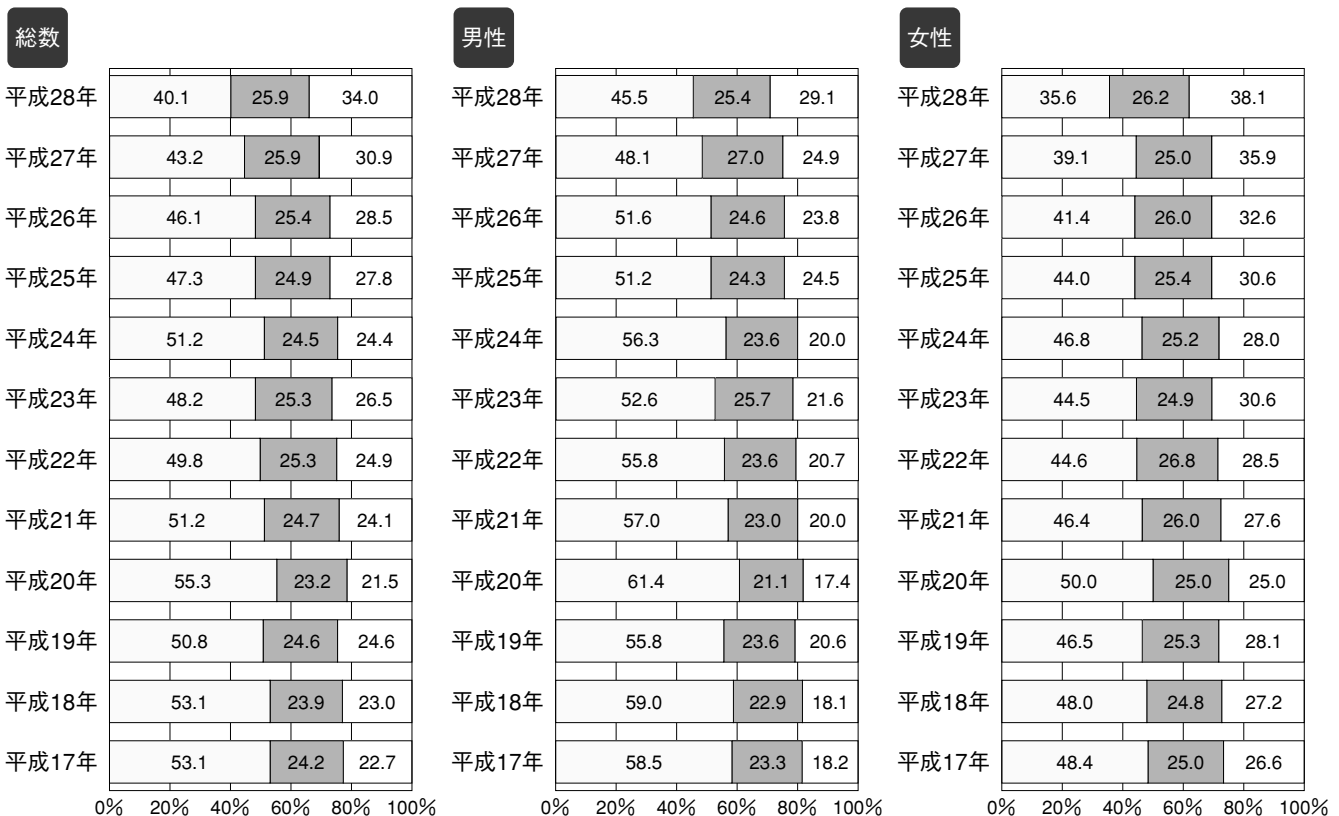 総数
平成28年 40.1 25.9 34.0
平成27年 43.2 25.9 30.9
平成26年 46.1 25.4 28.5
平成25年 47.3 24.9 27.8
平成24年 51.2 24.5 24.4
平成23年 48.2 25.3 26.5
平成22年 49.8 25.3 24.9
平成21年 51.2 24.7 24.1
平成20年 55.3 23.2 21.5
平成19年 50.8 24.6 24.6
平成18年 53.1 23.9 23.0
平成17年 53.1 24.2 22.7
0% 20% 40% 60% 80% 100%
男性
平成28年 45.5 25.4 29.1
平成27年 48.1 27.0 24.9
平成26年 51.6 24.6 23.8
平成25年 51.2 24.3 24.5
平成24年 56.3 23.6 20.0
平成23年 52.6 25.7 21.6
平成22年 55.8 23.6 20.7
平成21年 57.0 23.0 20.0
平成20年 61.4 21.1 17.4
平成19年 55.8 23.6 20.6
平成18年 59.0 22.9 18.1
平成17年 58.5 23.3 18.2
0% 20% 40% 60% 80% 100%
女性
平成28年 35.6 26.2 38.1
平成27年 39.1 25.0 35.9
平成26年 41.4 26.0 32.6
平成25年 44.0 25.4 30.6
平成24年 46.8 25.2 28.0
平成23年 44.5 24.9 30.6
平成22年 44.6 26.8 28.5
平成21年 46.4 26.0 27.6
平成20年 50.0 25.0 25.0
平成19年 46.5 25.3 28.1
平成18年 48.0 24.8 27.2
平成17年 48.4 25.0 26.6
0% 20% 40% 60% 80% 100%